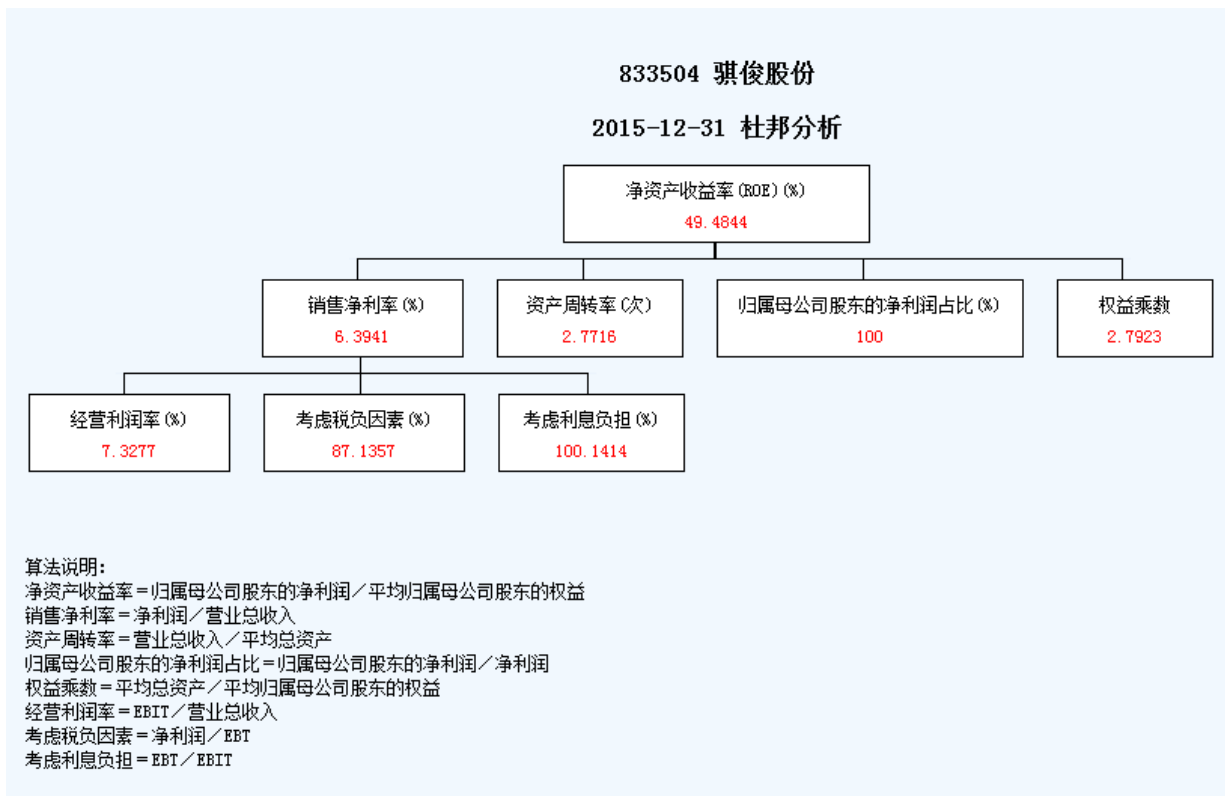 833504 骐俊股份
2015-12-31 杜邦分析
净资产收益率(ROE)(%)
49.4844
销售净利率(%)
6.3941
资产周转率(次)
2.7716
归属母公司股东的净利润占比(%)
100
权益乘数
2.7923
经营利润率(%)
7.3277
考虑税负因素(%)
87.1357
考虑利息负担(%)
100.1414
算法说明:
净资产收益率=归属母公司股东的净利润／平均归属母公司股东的权益
销售净利率=净利润／营业总收入
资产周转率=营业总收入／平均总资产
归属母公司股东的净利润占比=归属母公司股东的净利润／净利润
权益乘数=平均总资产／平均归属母公司股东的权益
经营利润率=EBIT／营业总收入
考虑税负因素=净利润／EBT
考虑利息负担=EBT／EBIT